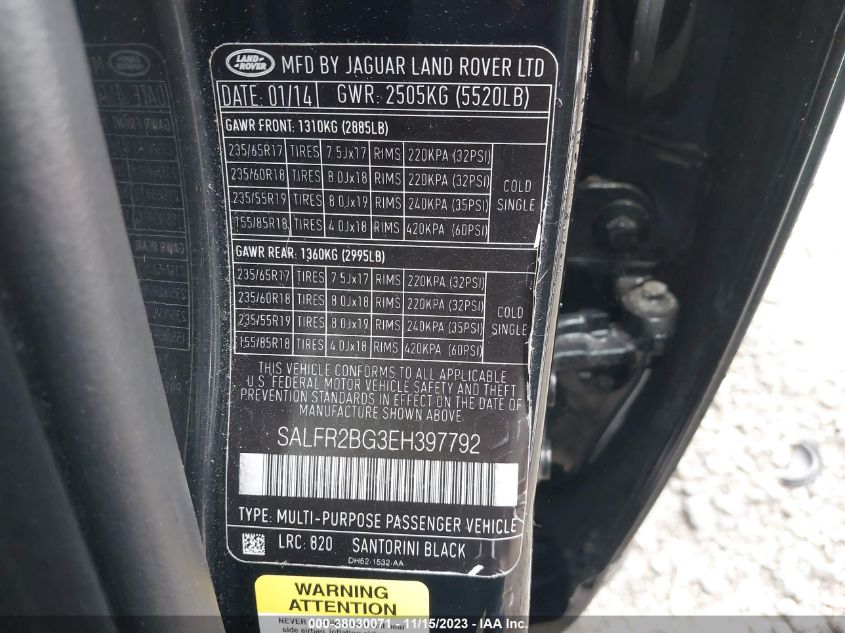 LAND ROVER
MFD BY JAGUAR LAND ROVER LTD
DATE: 01/14 GWR: 2505KG (5520LB)
GAWR FRONT: 1310KG (2885LB)
235/65R17 TIRES 7.5Jx17 RIMS 220KPA (32PSI)
235/60R18 TIRES 8.0Jx18 RIMS 220KPA (32PSI)
235/55R19 TIRES 8.0Jx19 RIMS 240KPA (35PSI)
T55/85R18 TIRES 4.0Jx18 RIMS 420KPA (60PSI)
COLD
SINGLE
GAWR REAR: 1360KG (2995LB)
235/65R17 TIRES 7.5Jx17 RIMS 220KPA (32PSI)
235/60R18 TIRES 8.0Jx18 RIMS 220KPA (32PSI)
235/55R19 TIRES 8.0Jx19 RIMS 240KPA (35PSI)
T55/85R18 TIRES 4.0Jx18 RIMS 420KPA (60PSI)
COLD
SINGLE
THIS VEHICLE CONFORMS TO ALL APPLICABLE
U.S. FEDERAL MOTOR VEHICLE SAFETY AND THEFT
PREVENTION STANDARDS IN EFFECT ON THE DATE
OF MANUFACTURE SHOWN ABOVE.
SALFR2BG3EH397792
TYPE: MULTI-PURPOSE PASSENGER VEHICLE
LRC: 820 SANTORINI BLACK
DH52-1532-AA
WARNING
ATTENTION
NEVER
side airbag,
-38030071 - 11/15/2023 - IAA Inc.